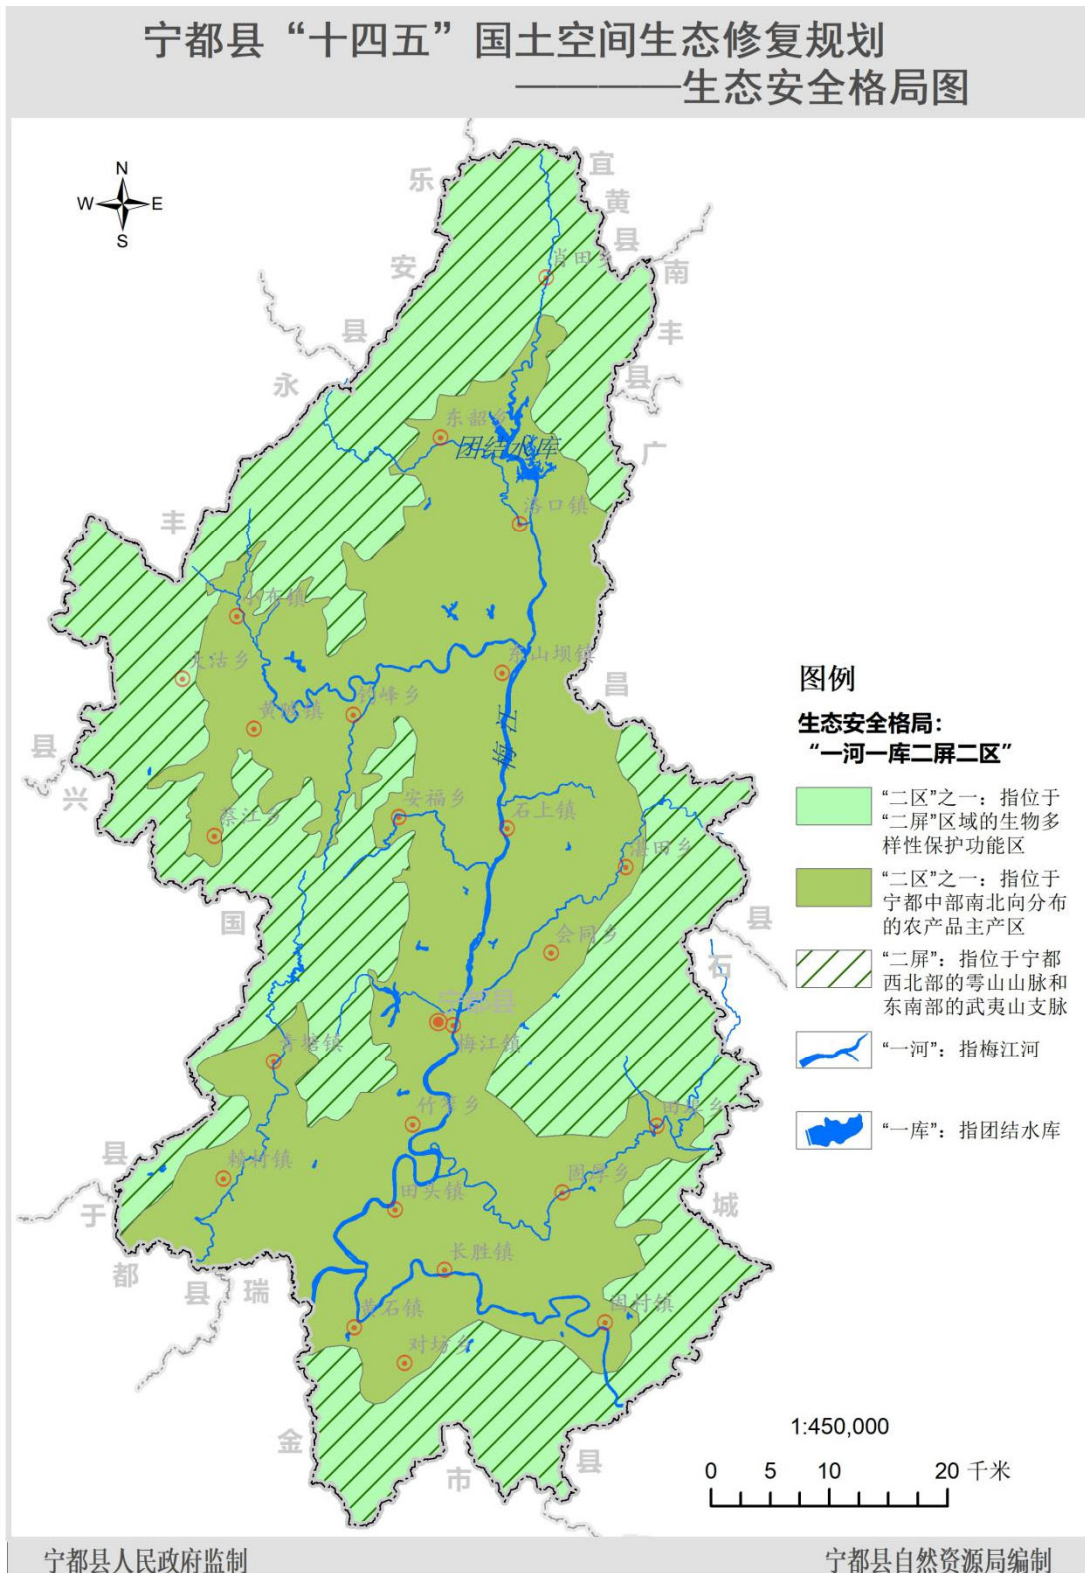 宁都县“十四五”国土空间生态修复规划
—————生态安全格局图
N
W
E
S
乐
安
县
宜
黄
县
南
丰
县
广
昌
县
永
丰
县
兴
国
县
于
都
县
瑞
金
市
石
城
县
肖田乡
东韶乡
团结水库
洛口镇
小布镇
大沽乡
东山坝镇
钓峰乡
黄陂镇
梅江
安福乡
石上镇
蔡江乡
湛田乡
会同乡
宁都县
梅江镇
青塘镇
竹笮乡
田埠乡
赖村镇
固厚乡
田头镇
长胜镇
黄石镇
固村镇
对坊乡
图例
生态安全格局：
“一河一库二屏二区”
“二区”之一：指位于
“二屏”区域的生物多
样性保护功能区
“二区”之一：指位于
宁都中部南北向分布
的农产品主产区
“二屏”：指位于宁都
西北部的雩山山脉和
东南部的武夷山支脉
“一河”：指梅江河
“一库”：指团结水库
1:450,000
0 5 10 20 千米
宁都县人民政府监制
宁都县自然资源局编制